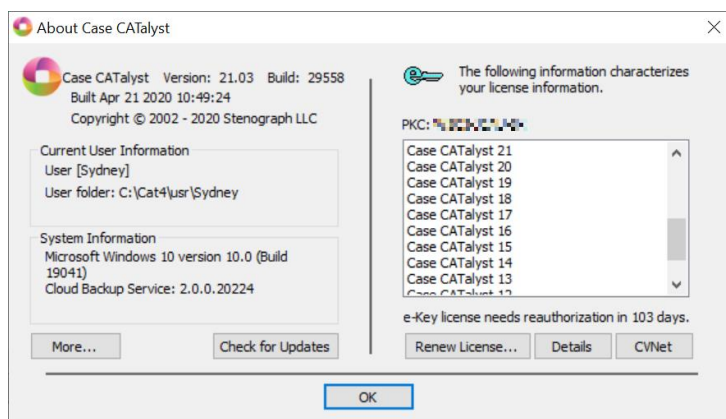 About Case CATalyst
Case CATalyst Version: 21.03 Build: 29558
Built Apr 21 2020 10:49:24
Copyright © 2002 - 2020 Stenograph LLC
Current User Information
User [Sydney]
User folder: C:\Cat4\usr\Sydney
System Information
Microsoft Windows 10 version 10.0 (Build
19041)
Cloud Backup Service: 2.0.0.20224
More...
Check for Updates
The following information characterizes
your license information.
PKC:
Case CATalyst 21
Case CATalyst 20
Case CATalyst 19
Case CATalyst 18
Case CATalyst 17
Case CATalyst 16
Case CATalyst 15
Case CATalyst 14
Case CATalyst 13
Case CATalyst 12
e-Key license needs reauthorization in 103 days.
Renew License...
Details
CVNet
OK